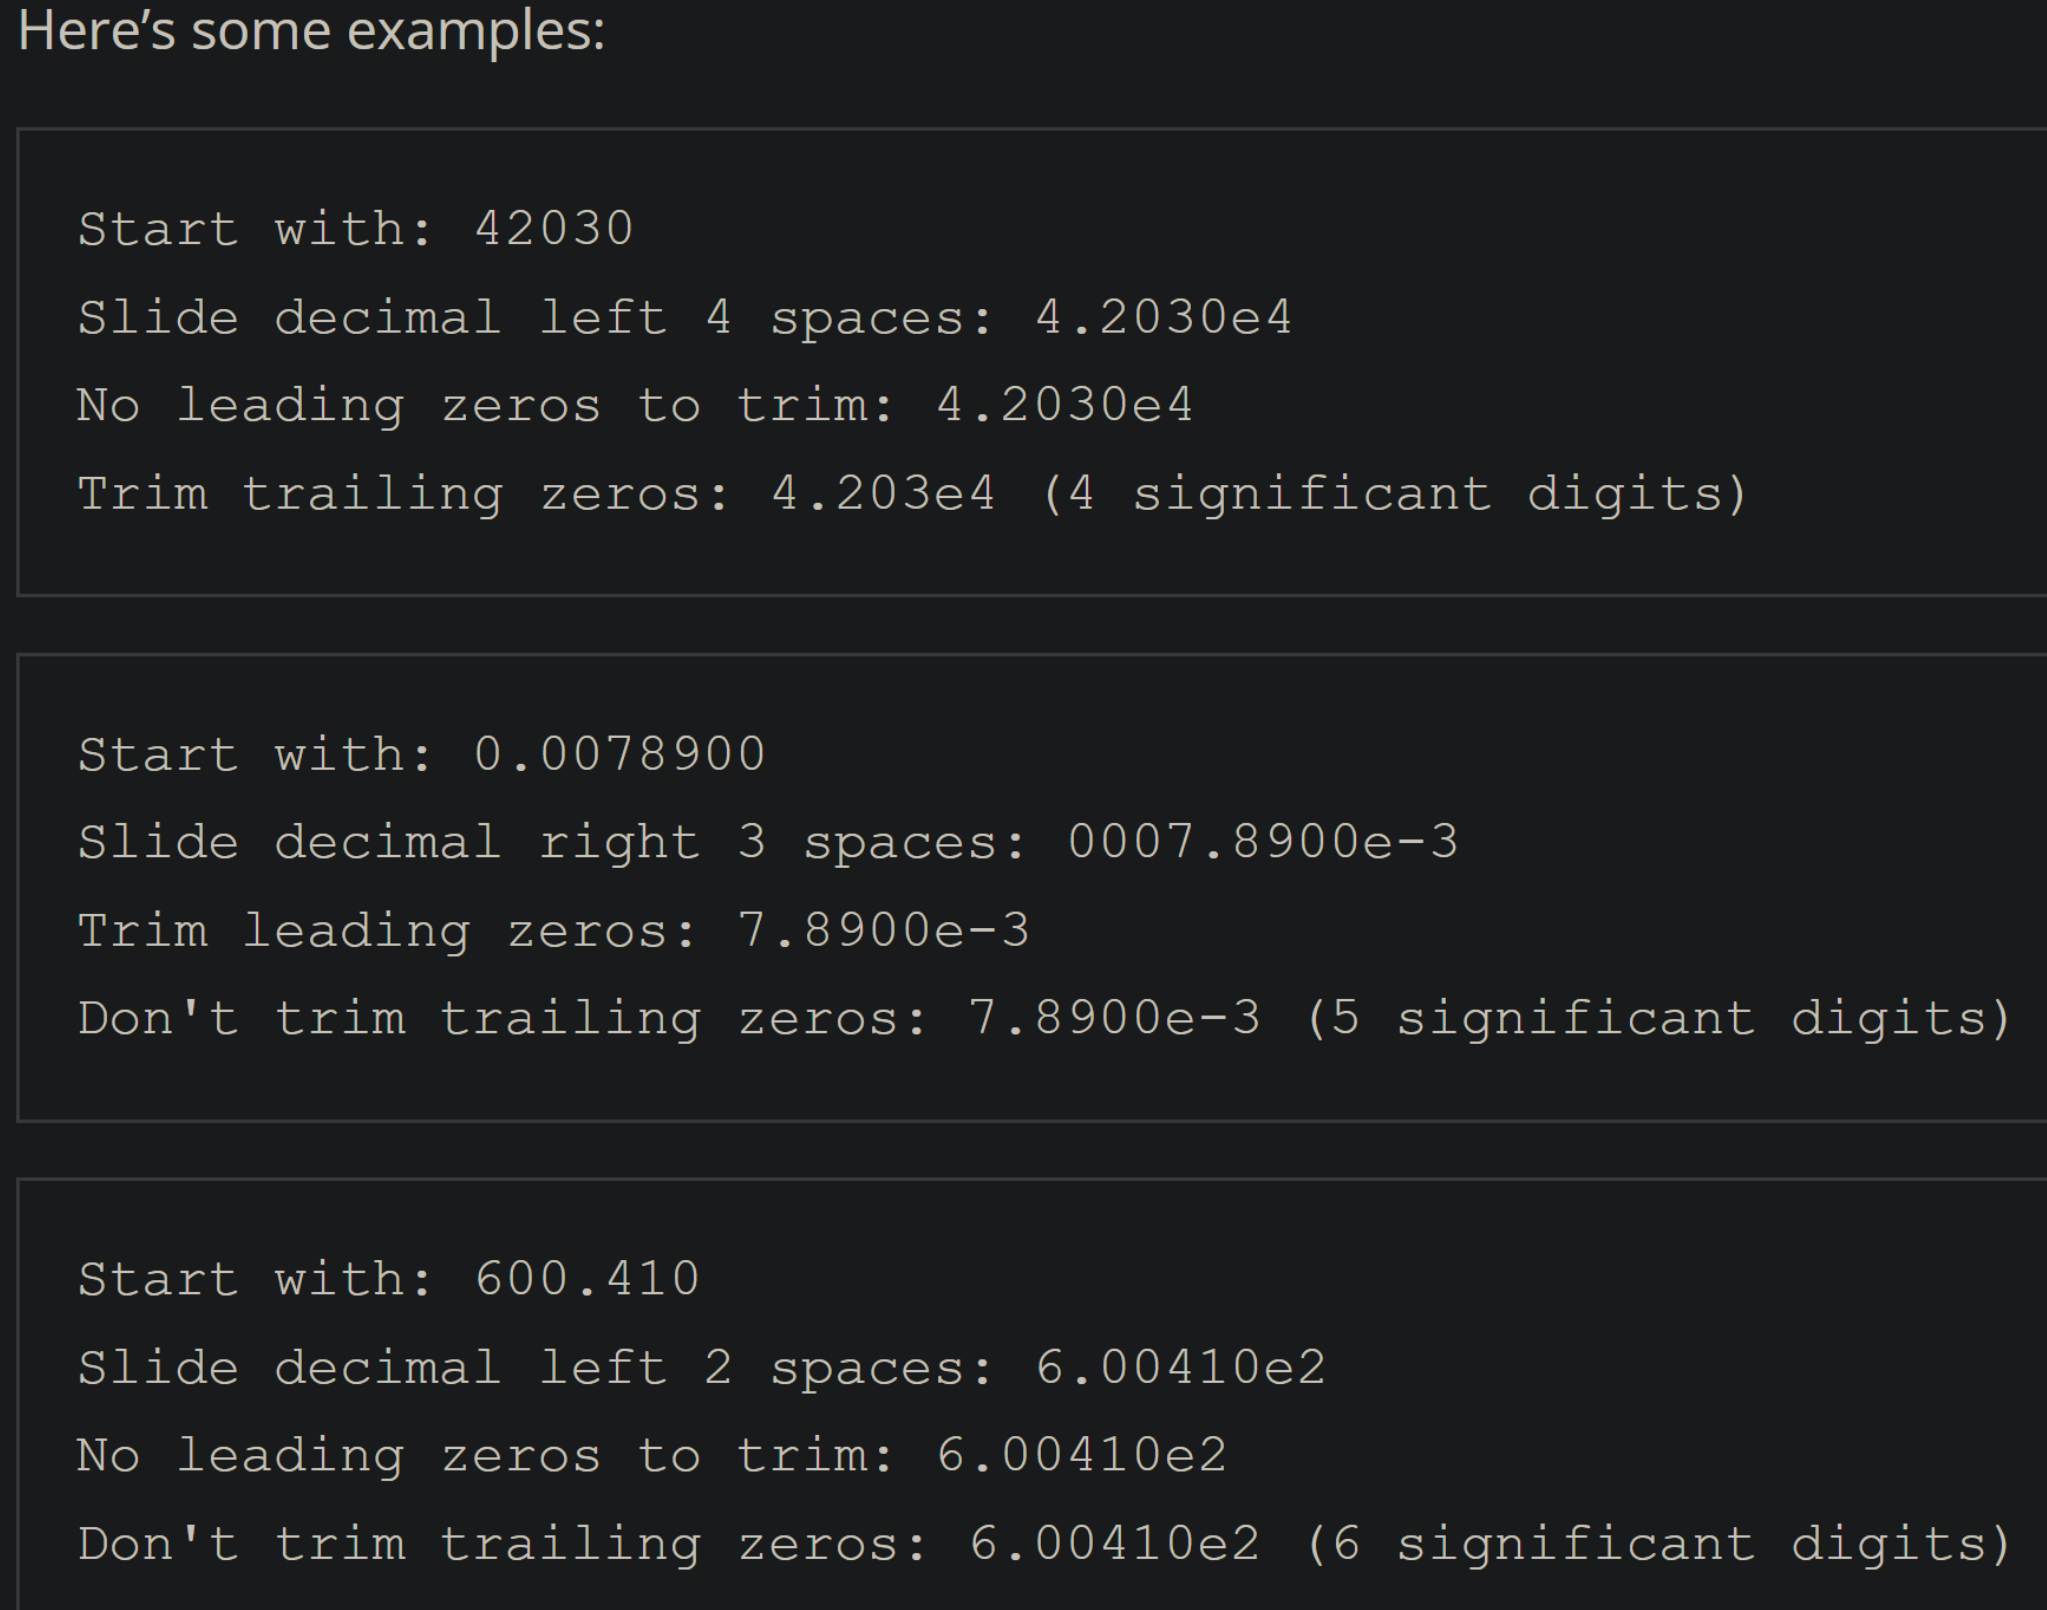 Here’s some examples:
Start with: 42030
Slide decimal left 4 spaces: 4.2030e4
No leading zeros to trim: 4.2030e4
Trim trailing zeros: 4.203e4 (4 significant digits)
Start with: 0.0078900
Slide decimal right 3 spaces: 0007.8900e-3
Trim leading zeros: 7.8900e-3
Don't trim trailing zeros: 7.8900e-3 (5 significant digits)
Start with: 600.410
Slide decimal left 2 spaces: 6.00410e2
No leading zeros to trim: 6.00410e2
Don't trim trailing zeros: 6.00410e2 (6 significant digits)